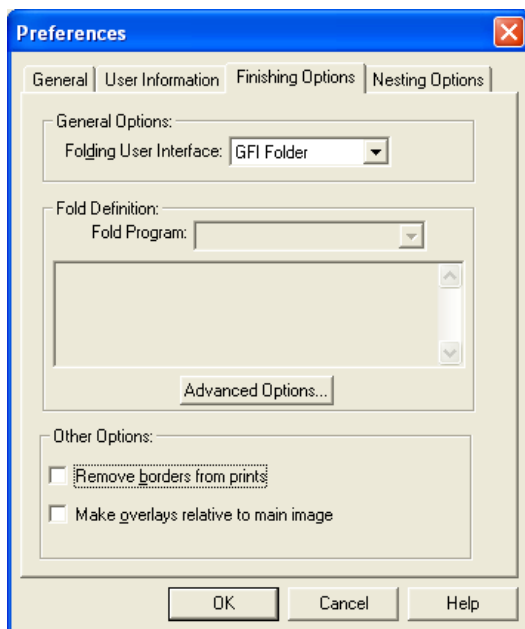 Preferences
General User Information Finishing Options Nesting Options
General Options:
Folding User Interface: GFI Folder
Fold Definition:
Fold Program:
Advanced Options...
Other Options:
Remove borders from prints
Make overlays relative to main image
OK Cancel Help